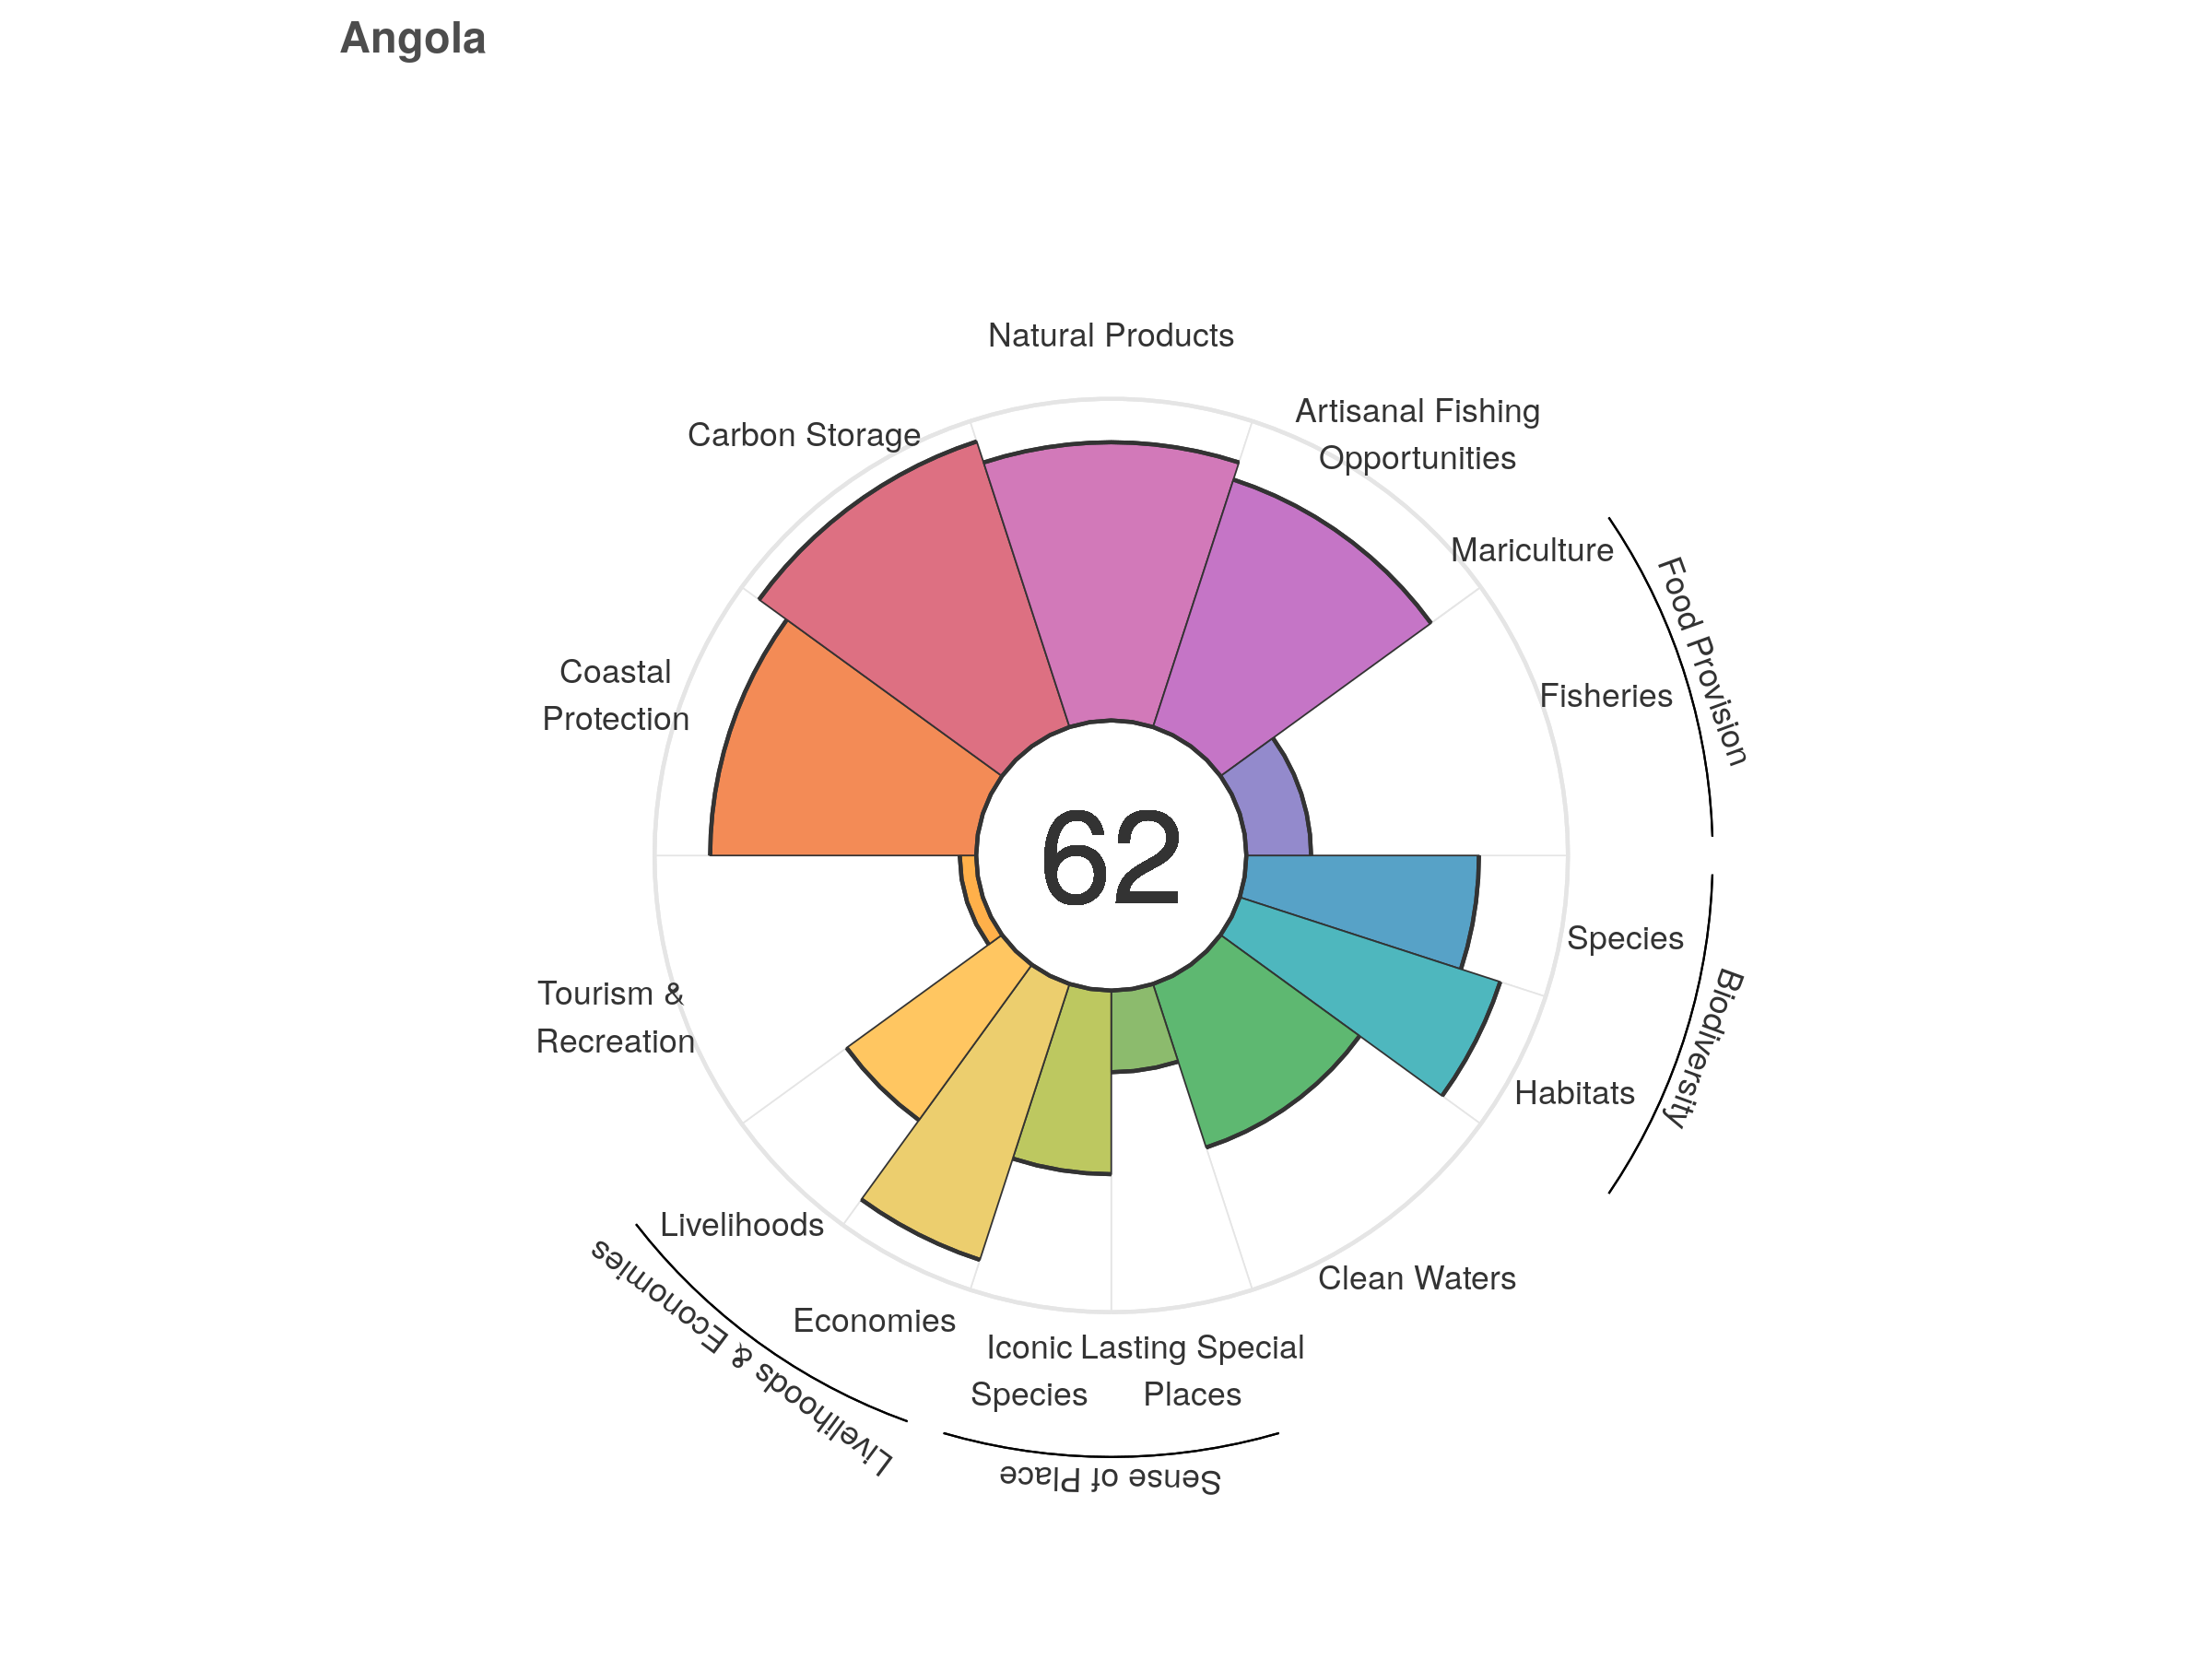 Angola
Natural Products
Artisanal Fishing
Opportunities
Carbon Storage
Mariculture
Food Provision
Fisheries
Coastal
Protection
62
Species
Biodiversity
Tourism &
Recreation
Habitats
Livelihoods
Clean Waters
Livelihoods & Economies
Economies
Iconic
Species
Lasting Special
Places
Sense of Place